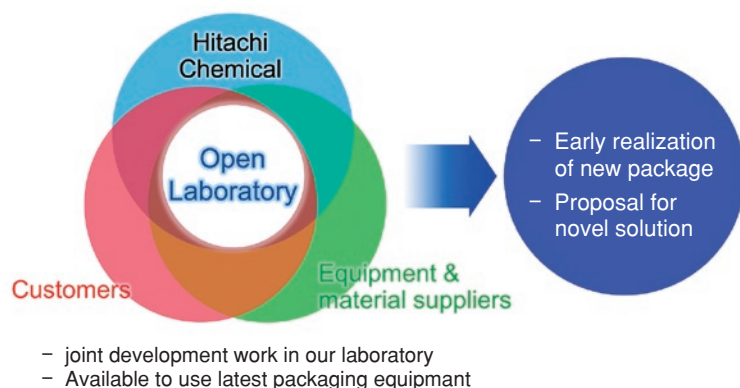 Hitachi
Chemical
Open
Laboratory
Customers
Equipment &
material suppliers
– Early realization
of new package
– Proposal for
novel solution
– joint development work in our laboratory
– Available to use latest packaging equipmant